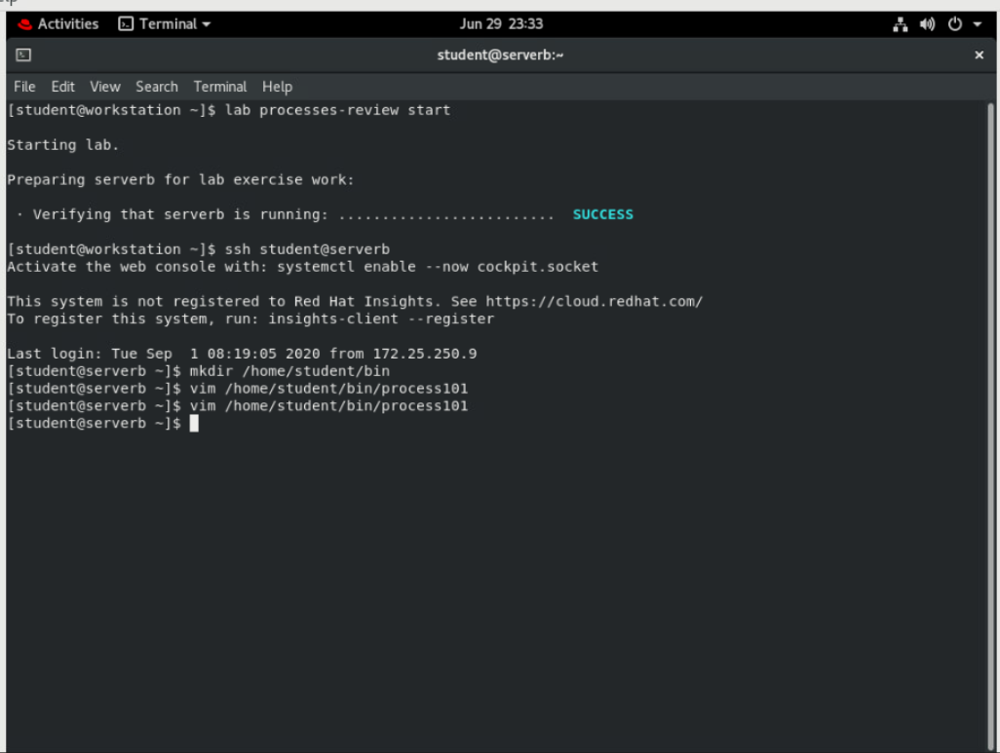 Activities Terminal Jun 29 23:33
student@serverb:~
File Edit View Search Terminal Help
[student@workstation ~]$ lab processes-review start
Starting lab.
Preparing serverb for lab exercise work:
· Verifying that serverb is running: ......................... SUCCESS
[student@workstation ~]$ ssh student@serverb
Activate the web console with: systemctl enable --now cockpit.socket
This system is not registered to Red Hat Insights. See https://cloud.redhat.com/
To register this system, run: insights-client --register
Last login: Tue Sep  1 08:19:05 2020 from 172.25.250.9
[student@serverb ~]$ mkdir /home/student/bin
[student@serverb ~]$ vim /home/student/bin/process101
[student@serverb ~]$ vim /home/student/bin/process101
[student@serverb ~]$